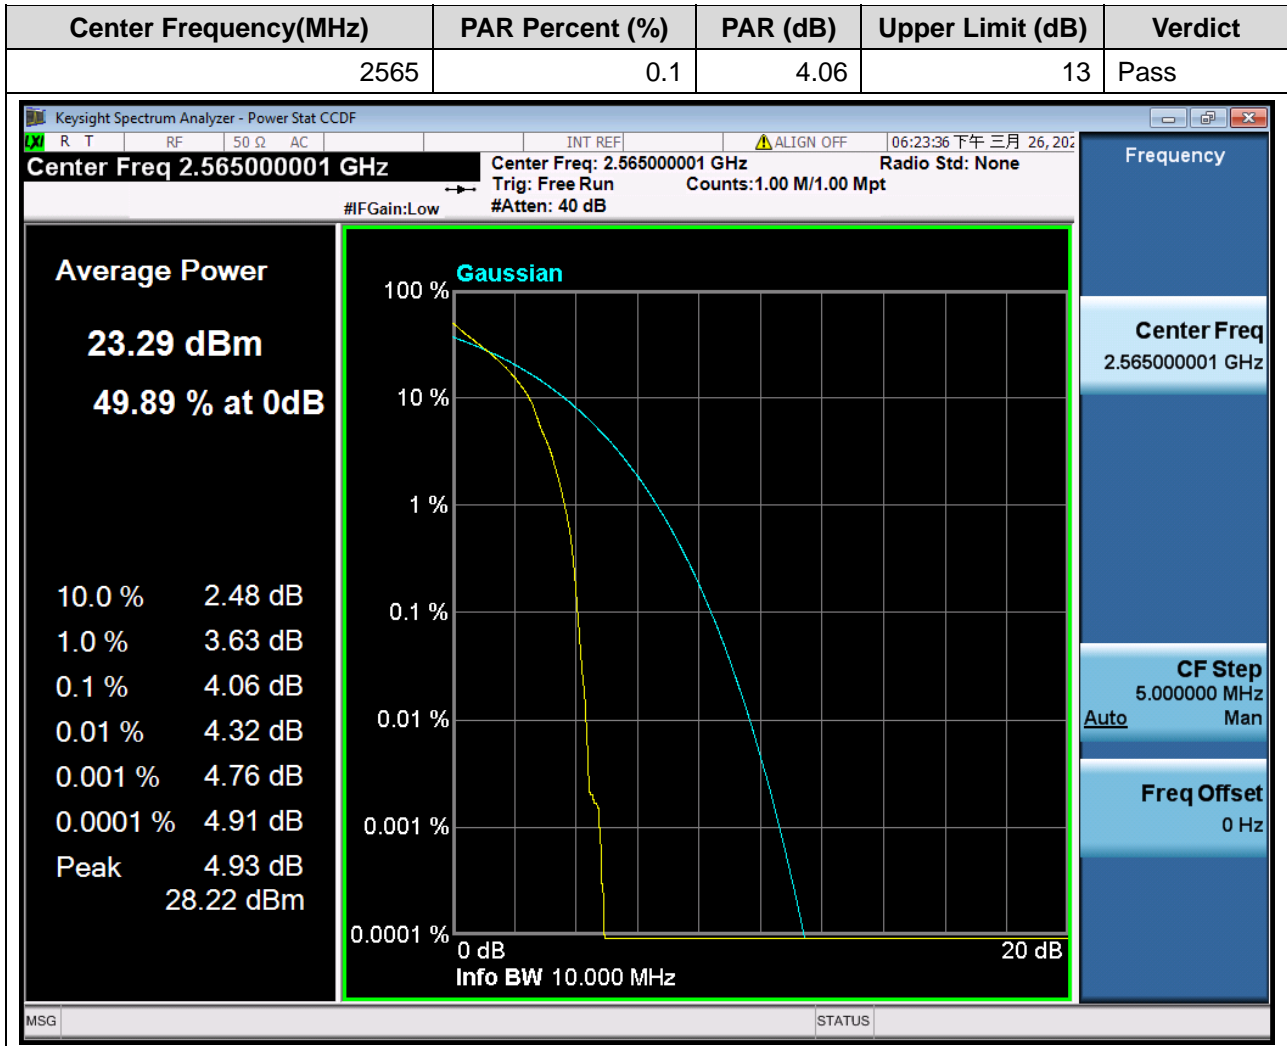 Center Frequency(MHz) PAR Percent (%) PAR (dB) Upper Limit (dB) Verdict
2565 0.1 4.06 13 Pass
Keysight Spectrum Analyzer - Power Stat CCDF
LXI R T RF 50 Ω AC INT REF ALIGN OFF 06:23:36 下午 三月 26, 202
Center Freq 2.565000001 GHz
#IFGain:Low
Center Freq: 2.565000001 GHz Radio Std: None
Trig: Free Run Counts:1.00 M/1.00 Mpt
#Atten: 40 dB
Average Power
23.29 dBm
49.89 % at 0dB
10.0 % 2.48 dB
1.0 % 3.63 dB
0.1 % 4.06 dB
0.01 % 4.32 dB
0.001 % 4.76 dB
0.0001 % 4.91 dB
Peak 4.93 dB
28.22 dBm
Gaussian
100 %
10 %
1 %
0.1 %
0.01 %
0.001 %
0.0001 %
0 dB 20 dB
Info BW 10.000 MHz
Frequency
Center Freq
2.565000001 GHz
CF Step
5.000000 MHz
Auto Man
Freq Offset
0 Hz
MSG STATUS